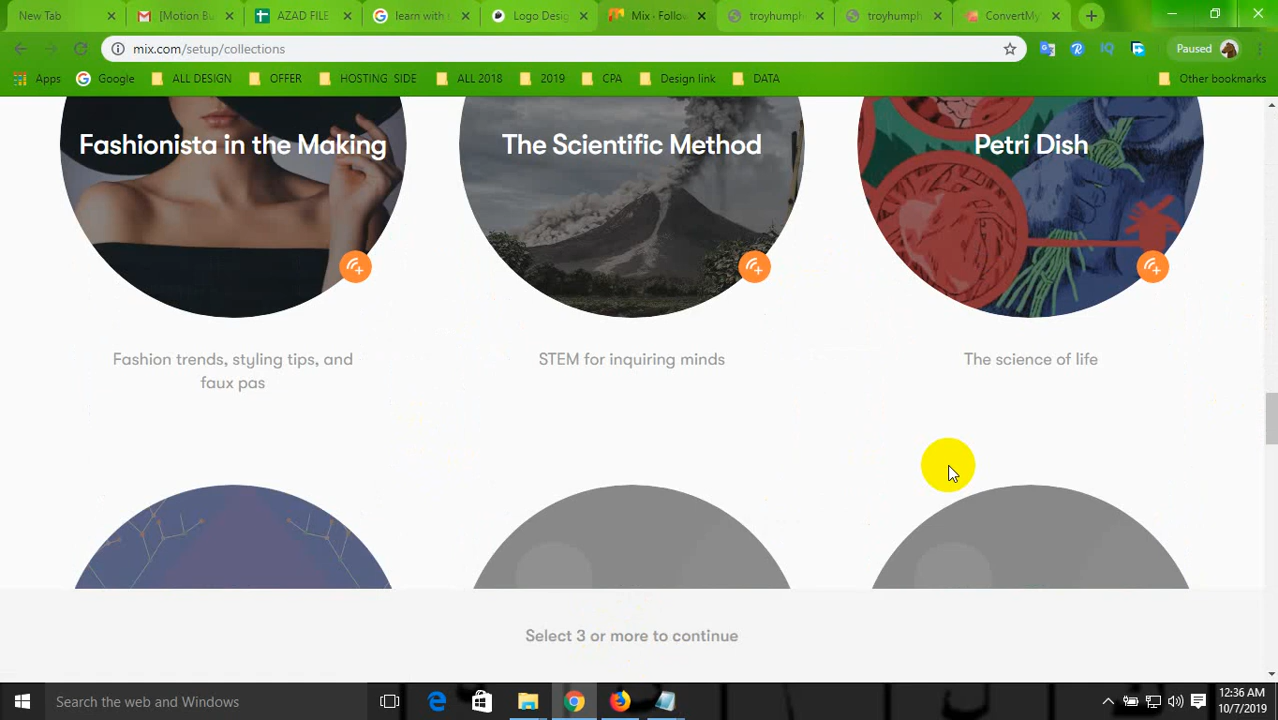 New Tab
[Motion Bu
AZAD FILE
learn with t
Logo Desig
Mix - Follow
troyhumphr
troyhumph
ConvertMy
mix.com/setup/collections
Paused
Apps
Google
ALL DESIGN
OFFER
HOSTING SIDE
ALL 2018
2019
CPA
Design link
DATA
Other bookmarks
Fashionista in the Making
The Scientific Method
Petri Dish
Fashion trends, styling tips, and
faux pas
STEM for inquiring minds
The science of life
Select 3 or more to continue
Search the web and Windows
12:36 AM
10/7/2019